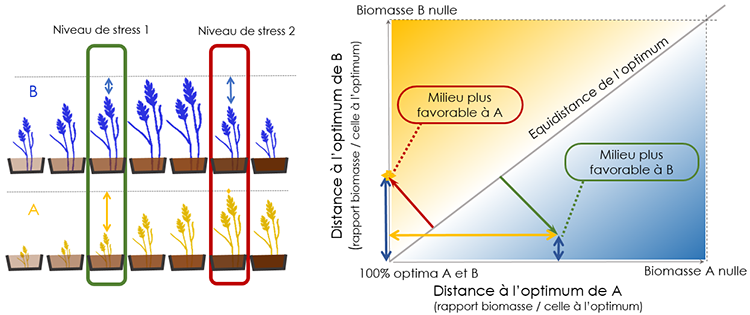 Niveau de stress 1
Niveau de stress 2
B
A
Biomasse B nulle
Distance à l'optimum de B
(rapport biomasse / celle à l'optimum)
Milieu plus
favorable à A
Equidistance de l'optimum
Milieu plus
favorable à B
100% optima A et B
Biomasse A nulle
Distance à l'optimum de A
(rapport biomasse / celle à l'optimum)